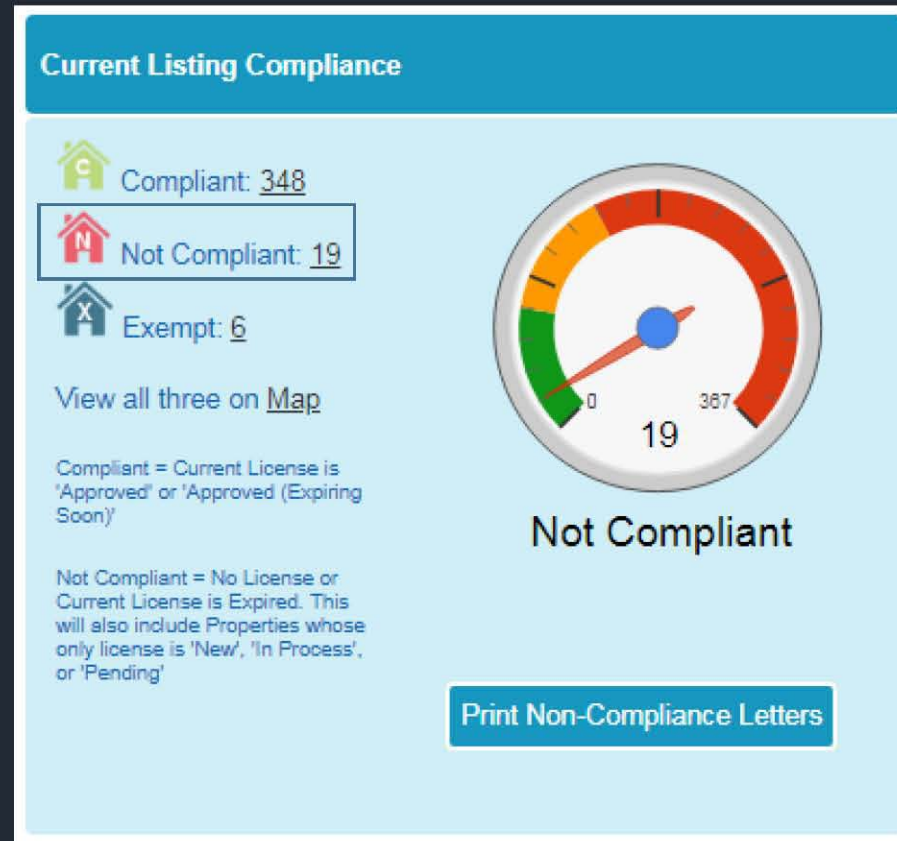 Current Listing Compliance
C
Compliant: 348
N
Not Compliant: 19
X
Exempt: 6
View all three on Map
Compliant = Current License is
'Approved' or 'Approved (Expiring
Soon)'
Not Compliant = No License or
Current License is Expired. This
will also include Properties whose
only license is 'New', 'In Process',
or 'Pending'
0
367
19
Not Compliant
Print Non-Compliance Letters